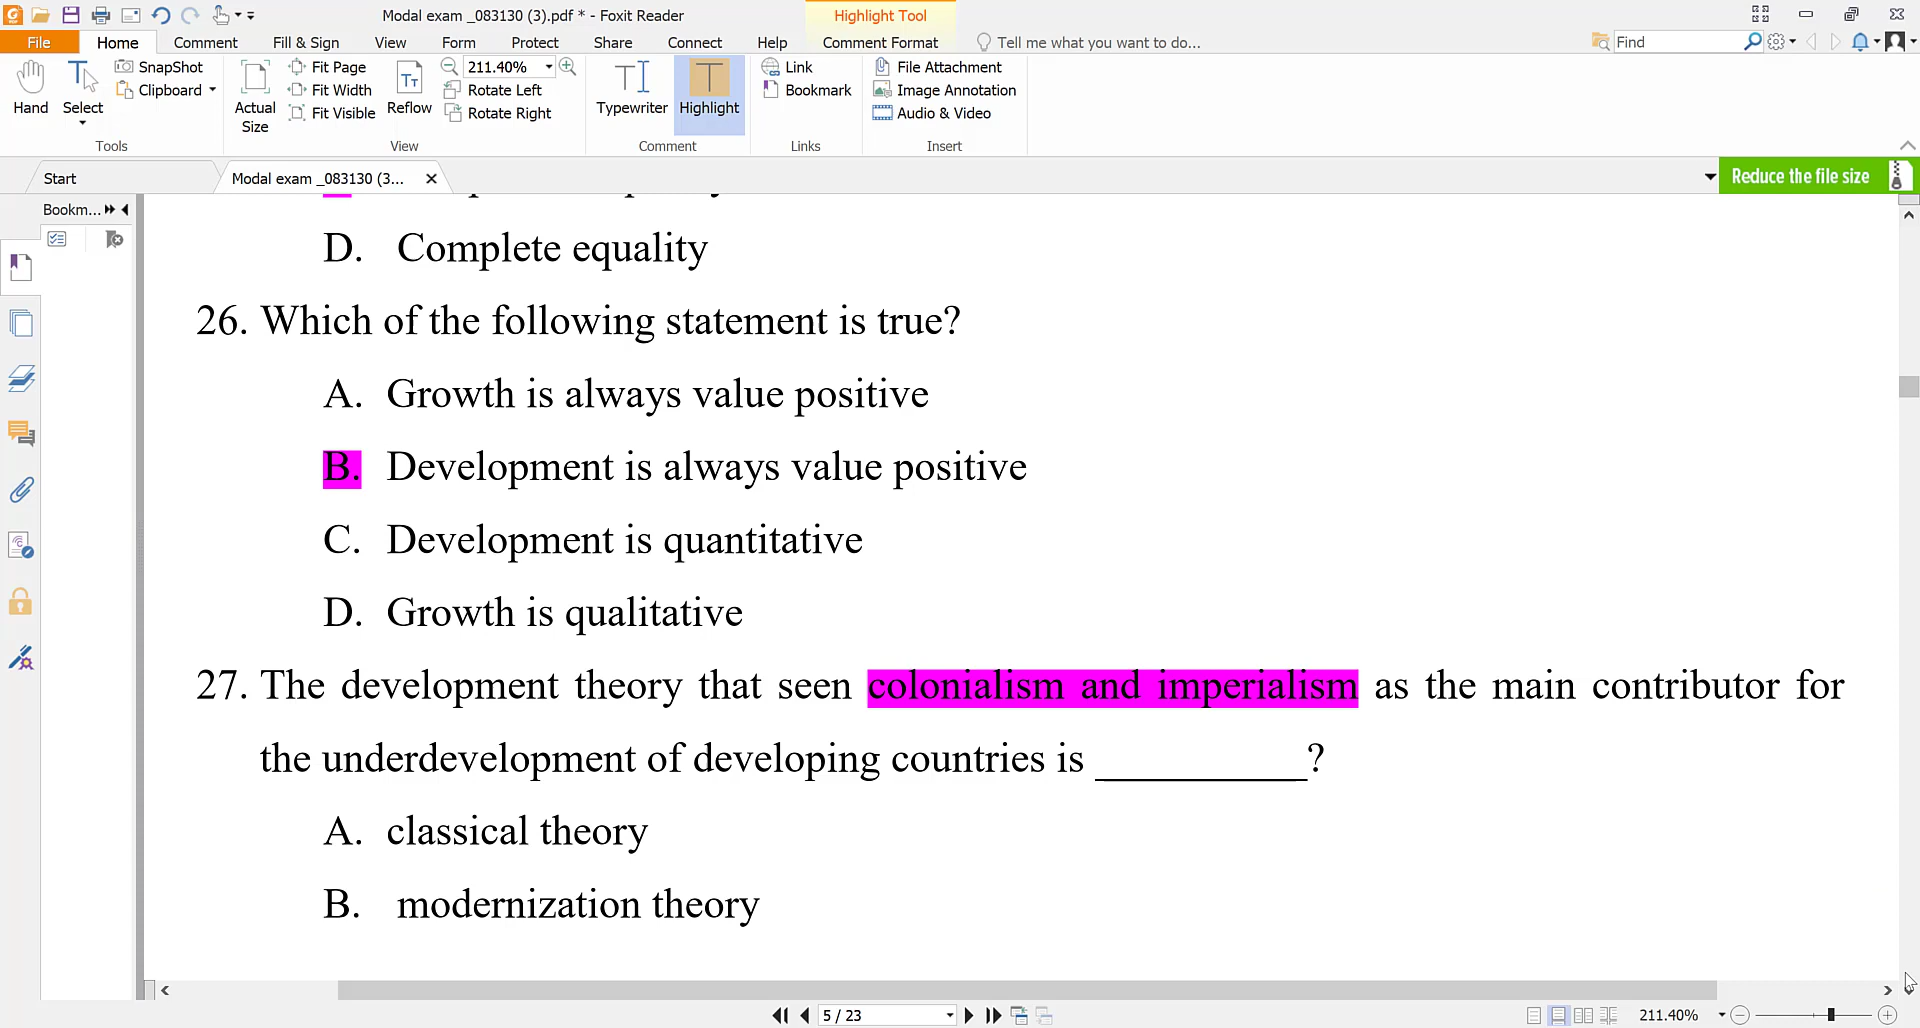 Modal exam _083130 (3).pdf * - Foxit Reader
Highlight Tool
File Home Comment Fill & Sign View Form Protect Share Connect Help Comment Format Tell me what you want to do... Find
Hand
Select
SnapShot
Clipboard
Tools
Actual Size
Fit Page
Fit Width
Fit Visible
Reflow
211.40%
Rotate Left
Rotate Right
View
Typewriter
Highlight
Comment
Link
Bookmark
Links
File Attachment
Image Annotation
Audio & Video
Insert
Start
Modal exam _083130 (3...
Reduce the file size
Bookm...
D. Complete equality
26. Which of the following statement is true?
A. Growth is always value positive
B. Development is always value positive
C. Development is quantitative
D. Growth is qualitative
27. The development theory that seen colonialism and imperialism as the main contributor for
the underdevelopment of developing countries is __________?
A. classical theory
B. modernization theory
5 / 23
211.40%